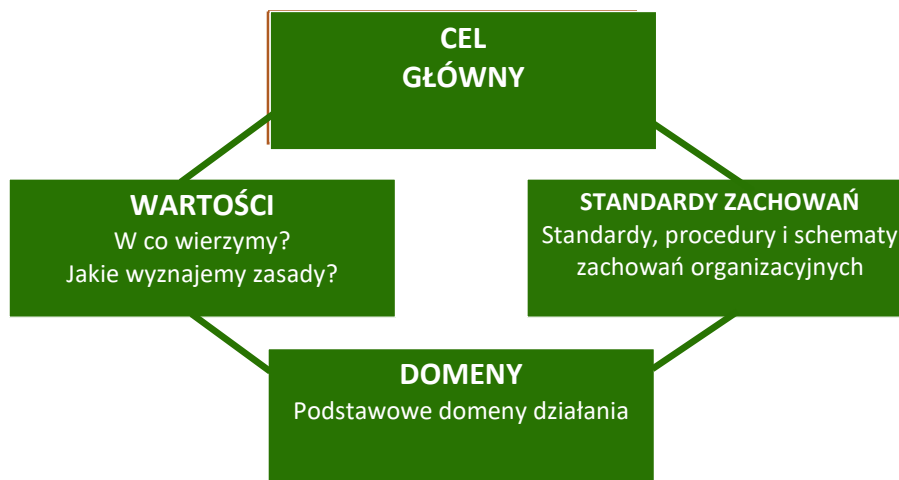 CEL
GŁÓWNY
WARTOŚCI
W co wierzymy?
Jakie wyznajemy zasady?
STANDARDY ZACHOWAŃ
Standardy, procedury i schematy
zachowań organizacyjnych
DOMENY
Podstawowe domeny działania